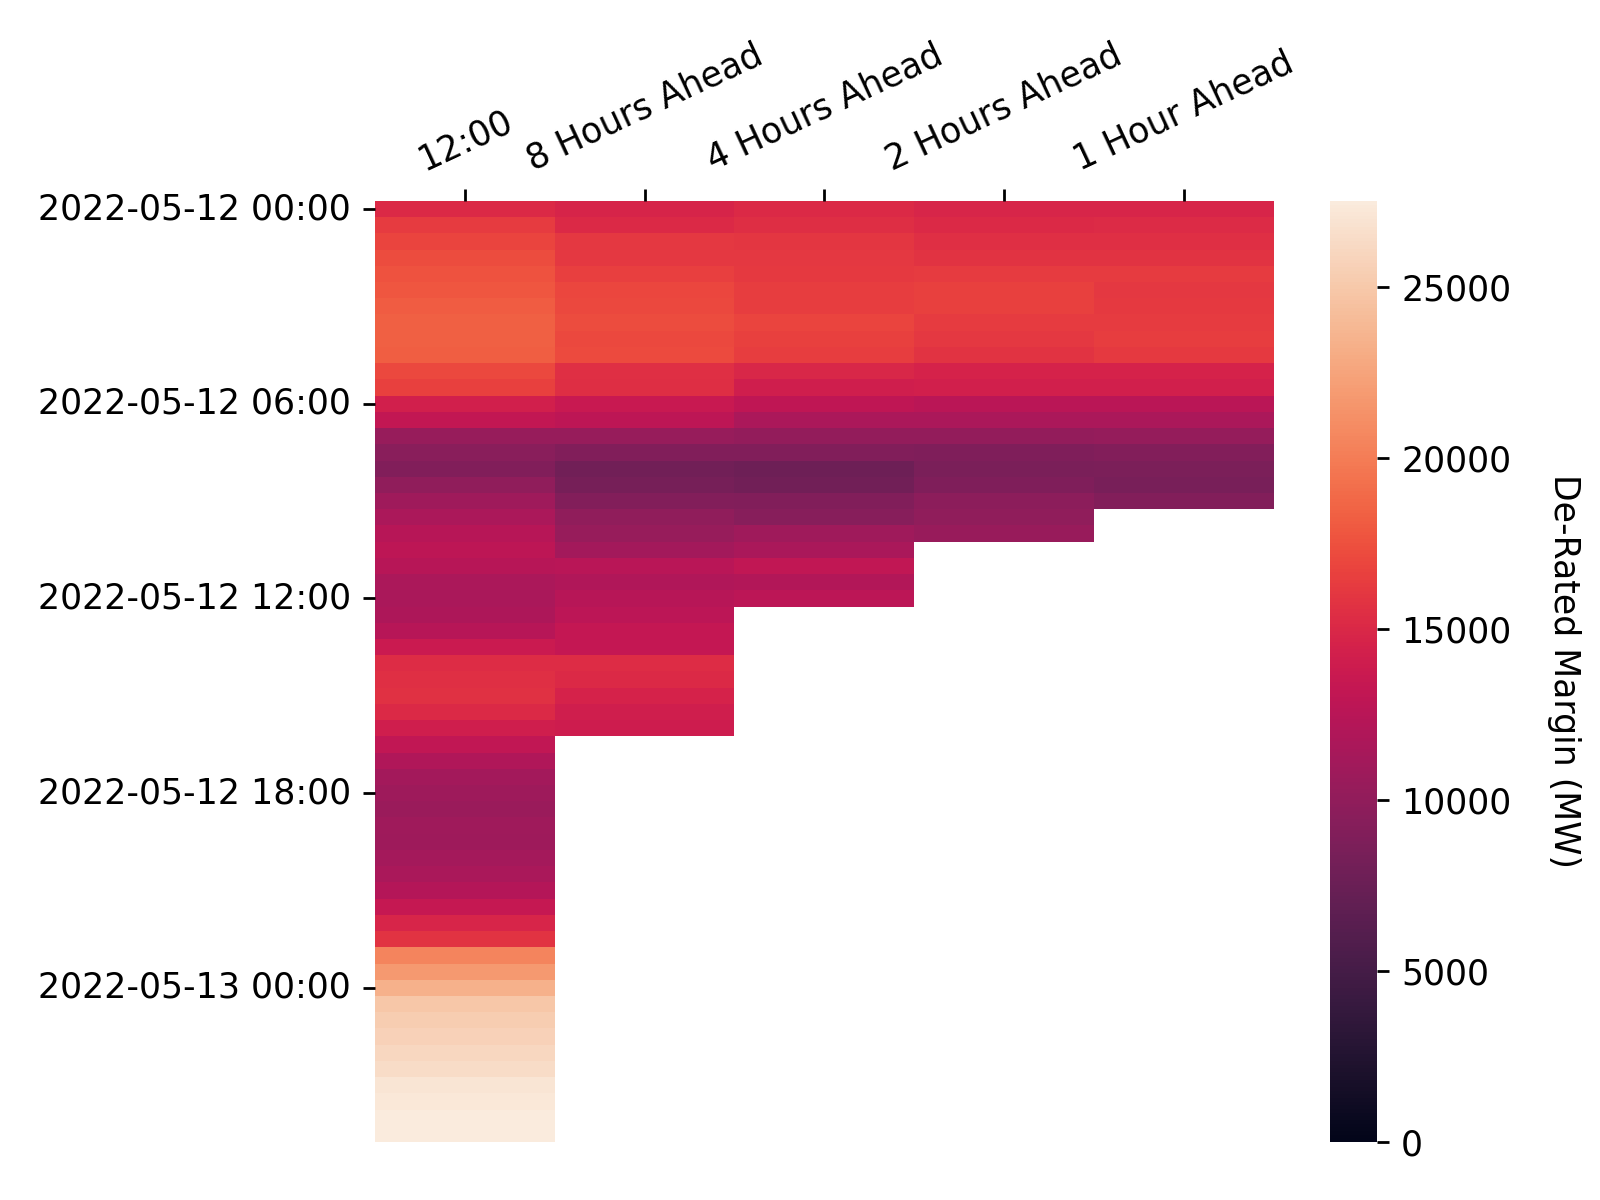 12:00
8 Hours Ahead
4 Hours Ahead
2 Hours Ahead
1 Hour Ahead
2022-05-12 00:00
2022-05-12 06:00
2022-05-12 12:00
2022-05-12 18:00
2022-05-13 00:00
25000
20000
15000
10000
5000
0
De-Rated Margin (MW)